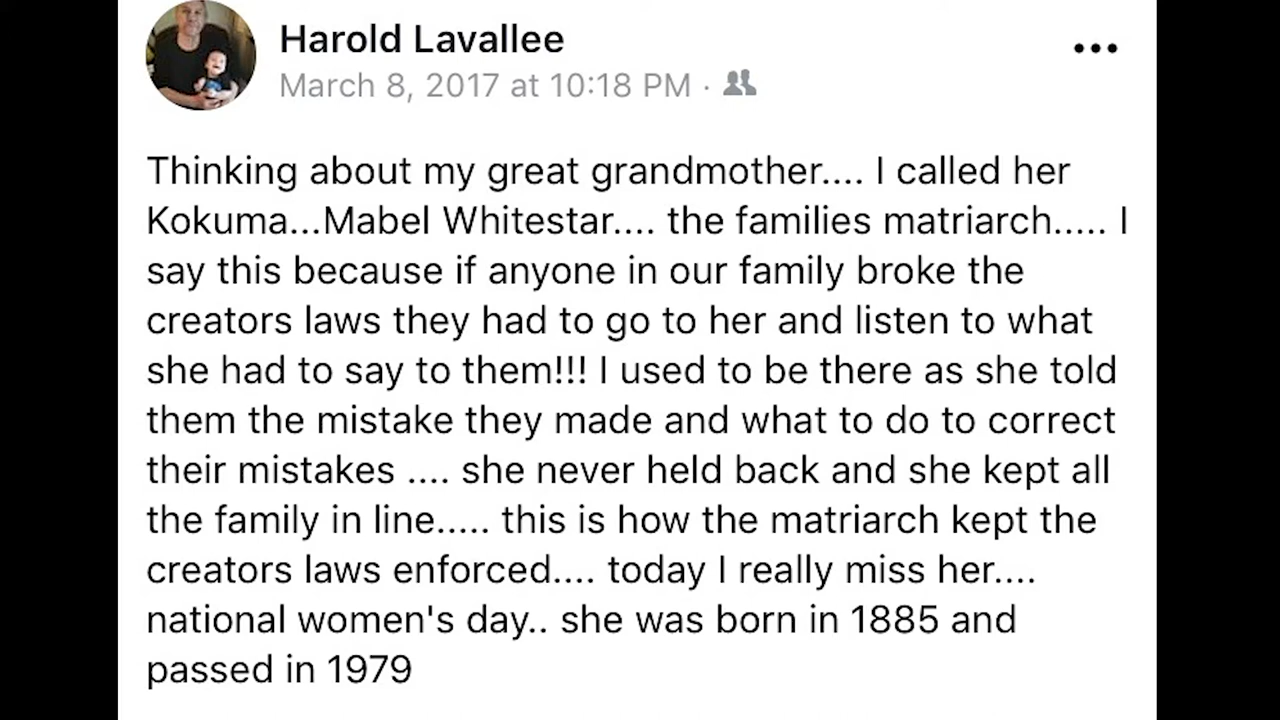 Harold Lavallee
March 8, 2017 at 10:18 PM ·
Thinking about my great grandmother.... I called her
Kokuma...Mabel Whitestar.... the families matriarch..... I
say this because if anyone in our family broke the
creators laws they had to go to her and listen to what
she had to say to them!!! I used to be there as she told
them the mistake they made and what to do to correct
their mistakes .... she never held back and she kept all
the family in line..... this is how the matriarch kept the
creators laws enforced.... today I really miss her....
national women's day.. she was born in 1885 and
passed in 1979